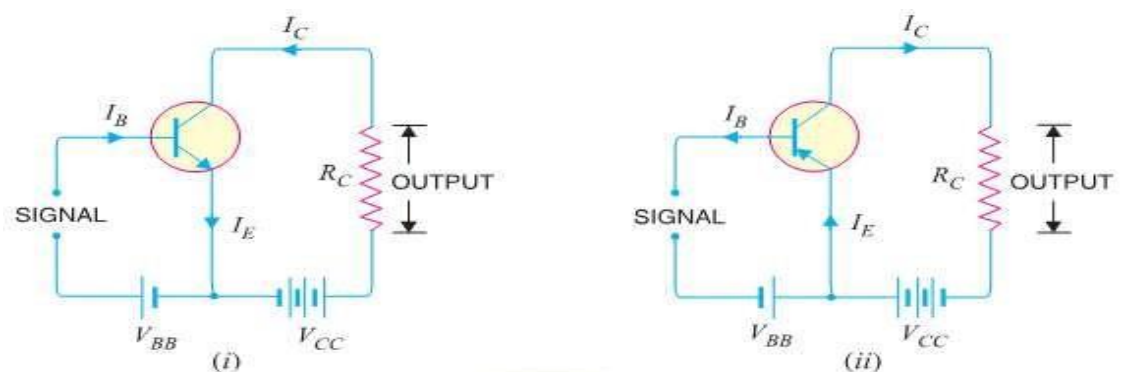 I_C
I_B
R_C
OUTPUT
SIGNAL
I_E
V_BB
V_CC
(i)
I_C
I_B
R_C
OUTPUT
SIGNAL
I_E
V_BB
V_CC
(ii)